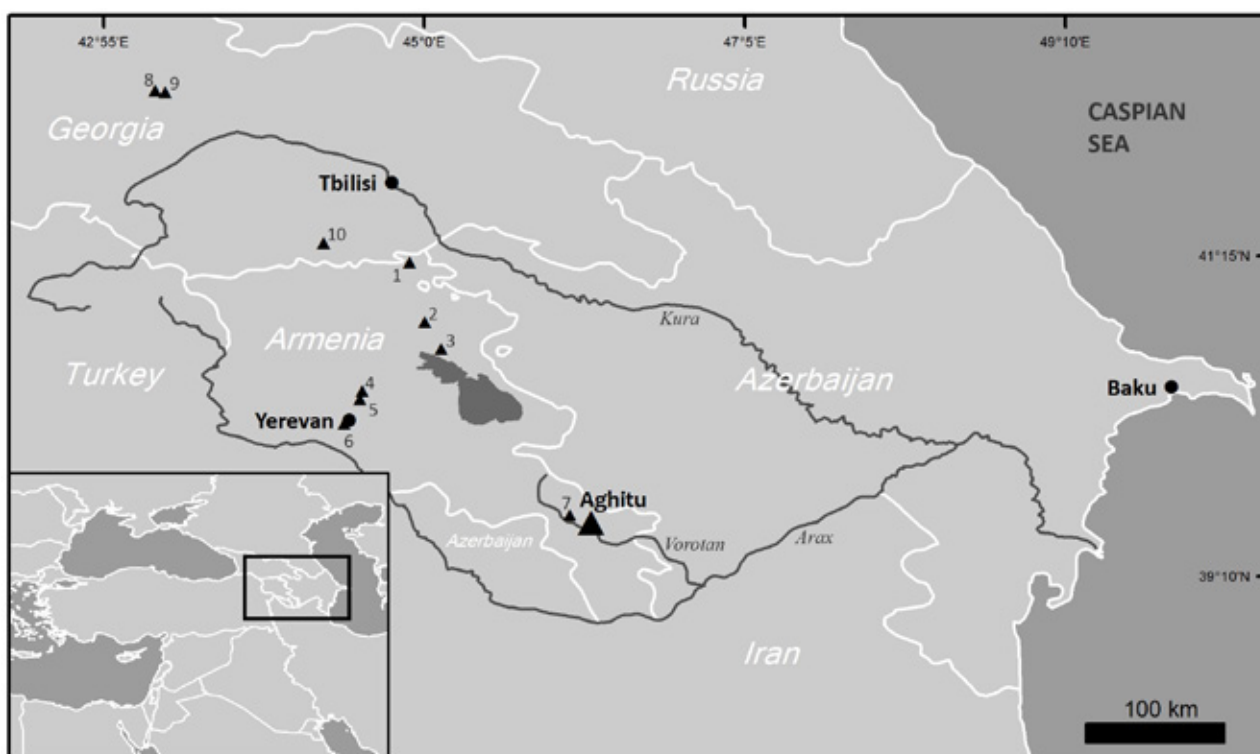 42°55'E
45°0'E
47°5'E
49°10'E
Russia
8
9
Georgia
CASPIAN
SEA
Tbilisi
10
41°15'N
1
2
Kura
Armenia
3
Turkey
Azerbaijan
4
Baku
5
Yerevan
6
7
Aghitu
Azerbaijan
Vorotan
Arax
39°10'N
Iran
100 km